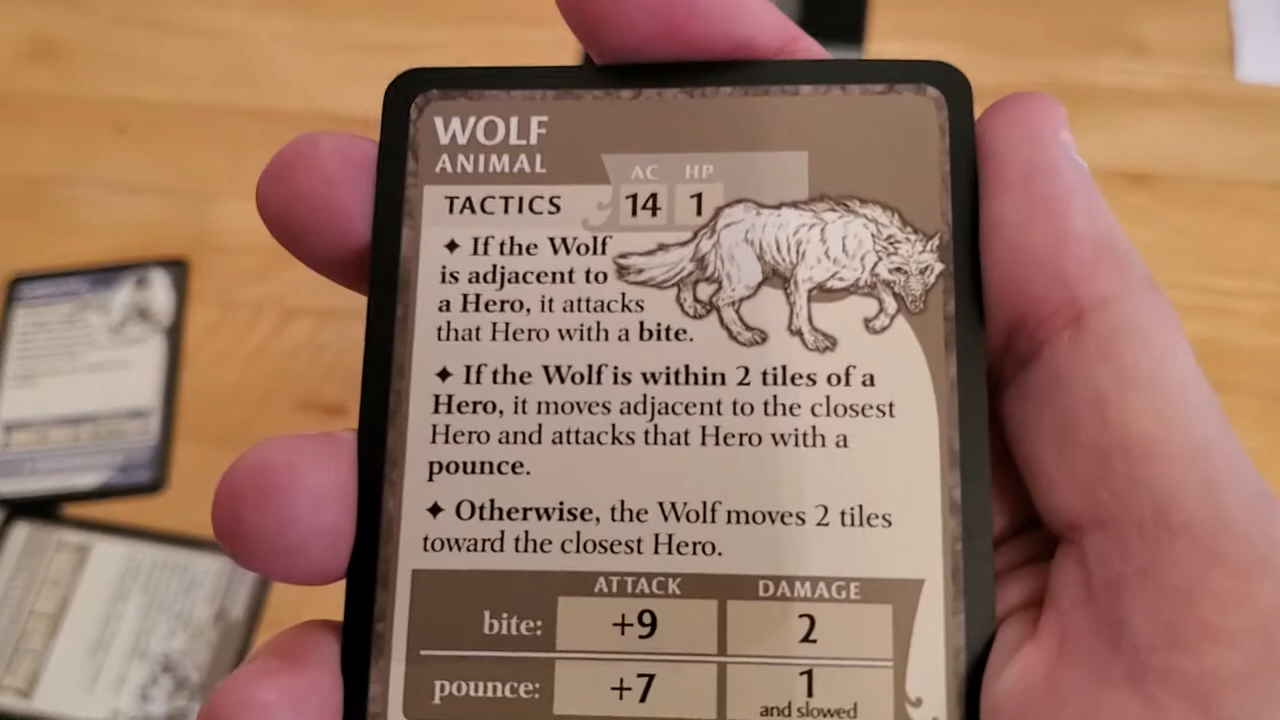 WOLF
ANIMAL
AC HP
TACTICS 14 1
✦ If the Wolf
is adjacent to
a Hero, it attacks
that Hero with a bite.
✦ If the Wolf is within 2 tiles of a
Hero, it moves adjacent to the closest
Hero and attacks that Hero with a
pounce.
✦ Otherwise, the Wolf moves 2 tiles
toward the closest Hero.
ATTACK DAMAGE
bite: +9 2
pounce: +7 1
and slowed